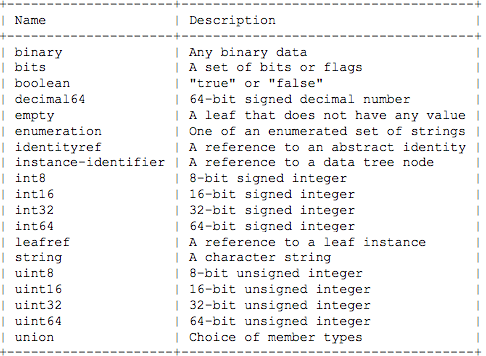 +---------------------+-------------------------------------+
| Name                | Description                         |
+---------------------+-------------------------------------+
| binary              | Any binary data                     |
| bits                | A set of bits or flags              |
| boolean             | "true" or "false"                   |
| decimal64           | 64-bit signed decimal number        |
| empty               | A leaf that does not have any value |
| enumeration         | One of an enumerated set of strings |
| identityref         | A reference to an abstract identity |
| instance-identifier | A reference to a data tree node     |
| int8                | 8-bit signed integer                |
| int16               | 16-bit signed integer               |
| int32               | 32-bit signed integer               |
| int64               | 64-bit signed integer               |
| leafref             | A reference to a leaf instance      |
| string              | A character string                  |
| uint8               | 8-bit unsigned integer              |
| uint16              | 16-bit unsigned integer             |
| uint32              | 32-bit unsigned integer             |
| uint64              | 64-bit unsigned integer             |
| union               | Choice of member types              |
+---------------------+-------------------------------------+